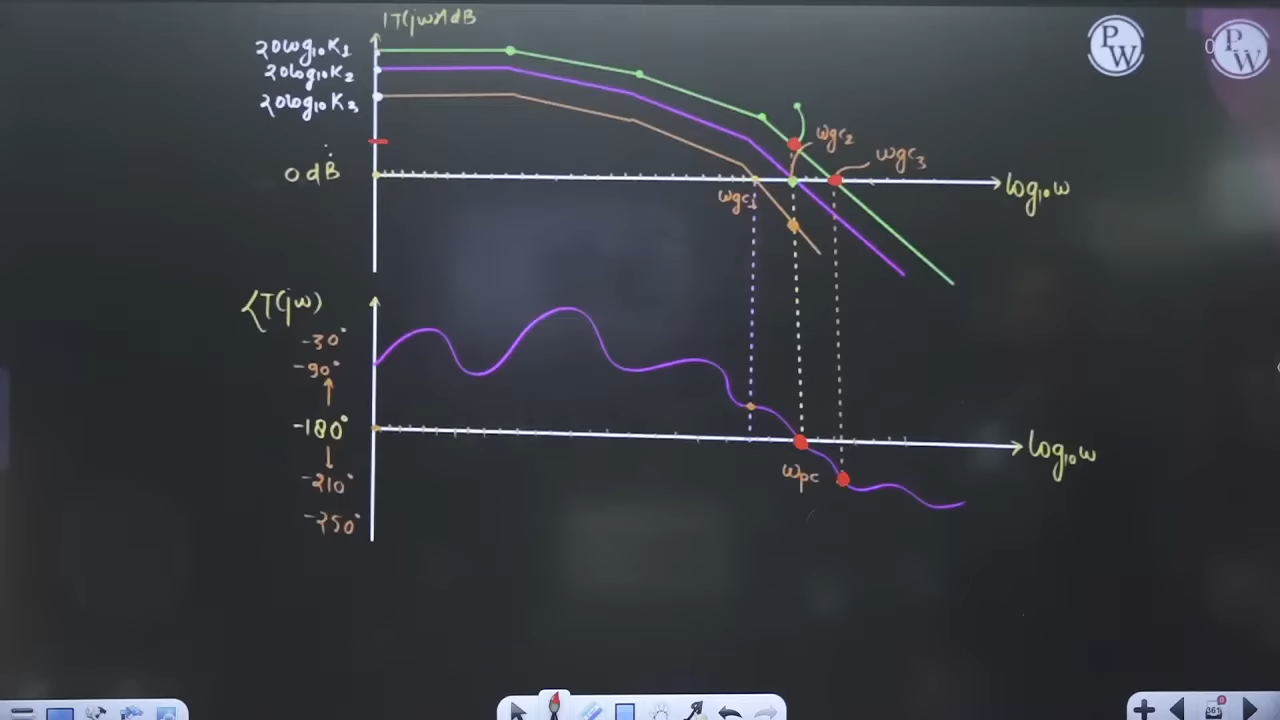 |T(jω)|dB
20log₁₀K₁
20log₁₀K₂
20log₁₀K₃
0 dB
ωgc₁
ωgc₂
ωgc₃
log₁₀ω
∠T(jω)
-30°
-90°
-180°
-210°
-250°
ωpc
log₁₀ω
PW
PW
361